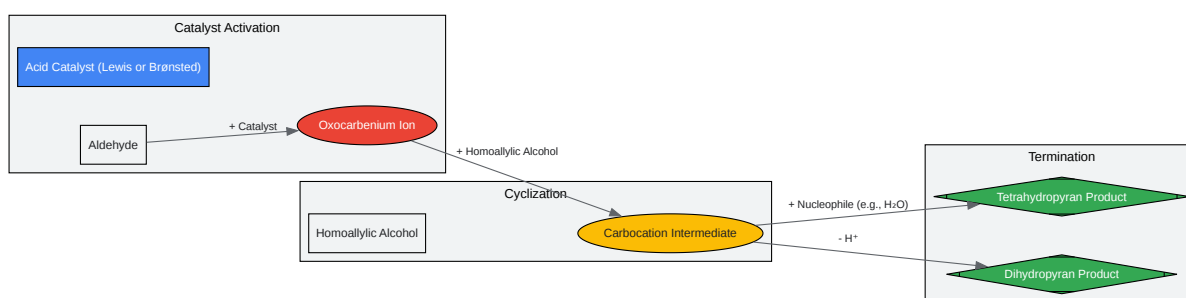 Catalyst Activation
Acid Catalyst (Lewis or Brønsted)
Aldehyde
+ Catalyst
Oxocarbenium Ion
+ Homoallylic Alcohol
Cyclization
Homoallylic Alcohol
Carbocation Intermediate
+ Nucleophile (e.g., H₂O)
- H⁺
Termination
Tetrahydropyran Product
Dihydropyran Product